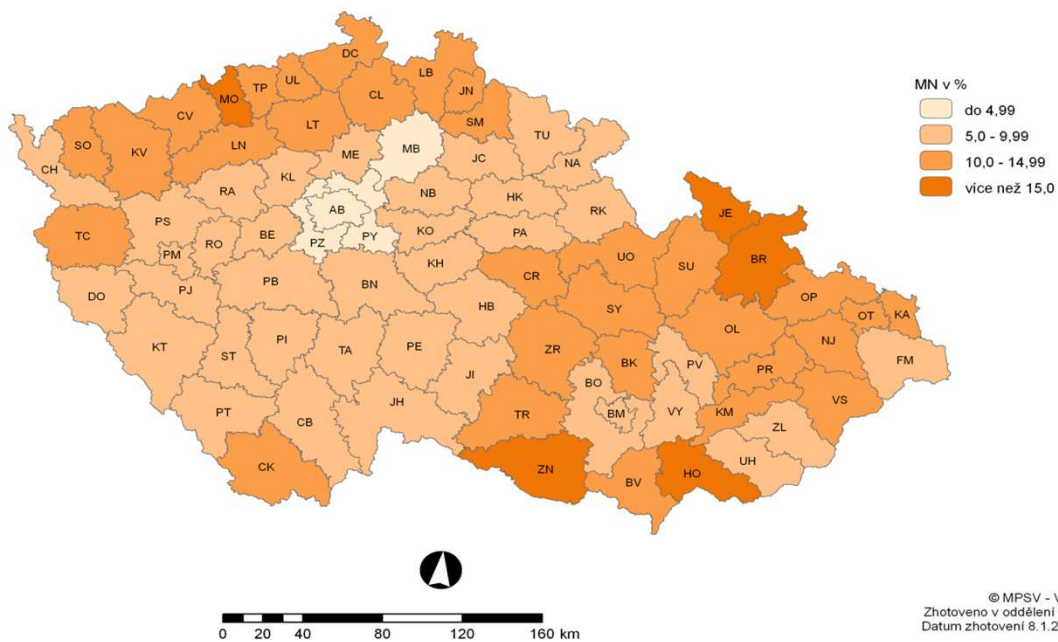 DC
LB
UL
TP
JN
MO
CL
CV
SM
LT
TU
LN
SO
KV
MB
ME
JC
NA
CH
KL
RA
NB
HK
RK
AB
JE
PS
KO
PA
TC
RO
BE
PZ
PY
PM
BR
KH
UO
SU
CR
OP
PB
BN
PJ
DO
HB
SY
OT
KA
OL
NJ
KT
ST
PI
TA
PE
ZR
FM
BK
PV
PR
JI
BO
VS
JH
PT
TR
BM
VY
KM
CB
ZL
UH
CK
ZN
HO
BV
MN v %
do 4,99
5,0 - 9,99
10,0 - 14,99
více než 15,0
0 20 40 80 120 160 km
© MPSV - V
Zhotoveno v oddělení
Datum zhotovení 8.1.2